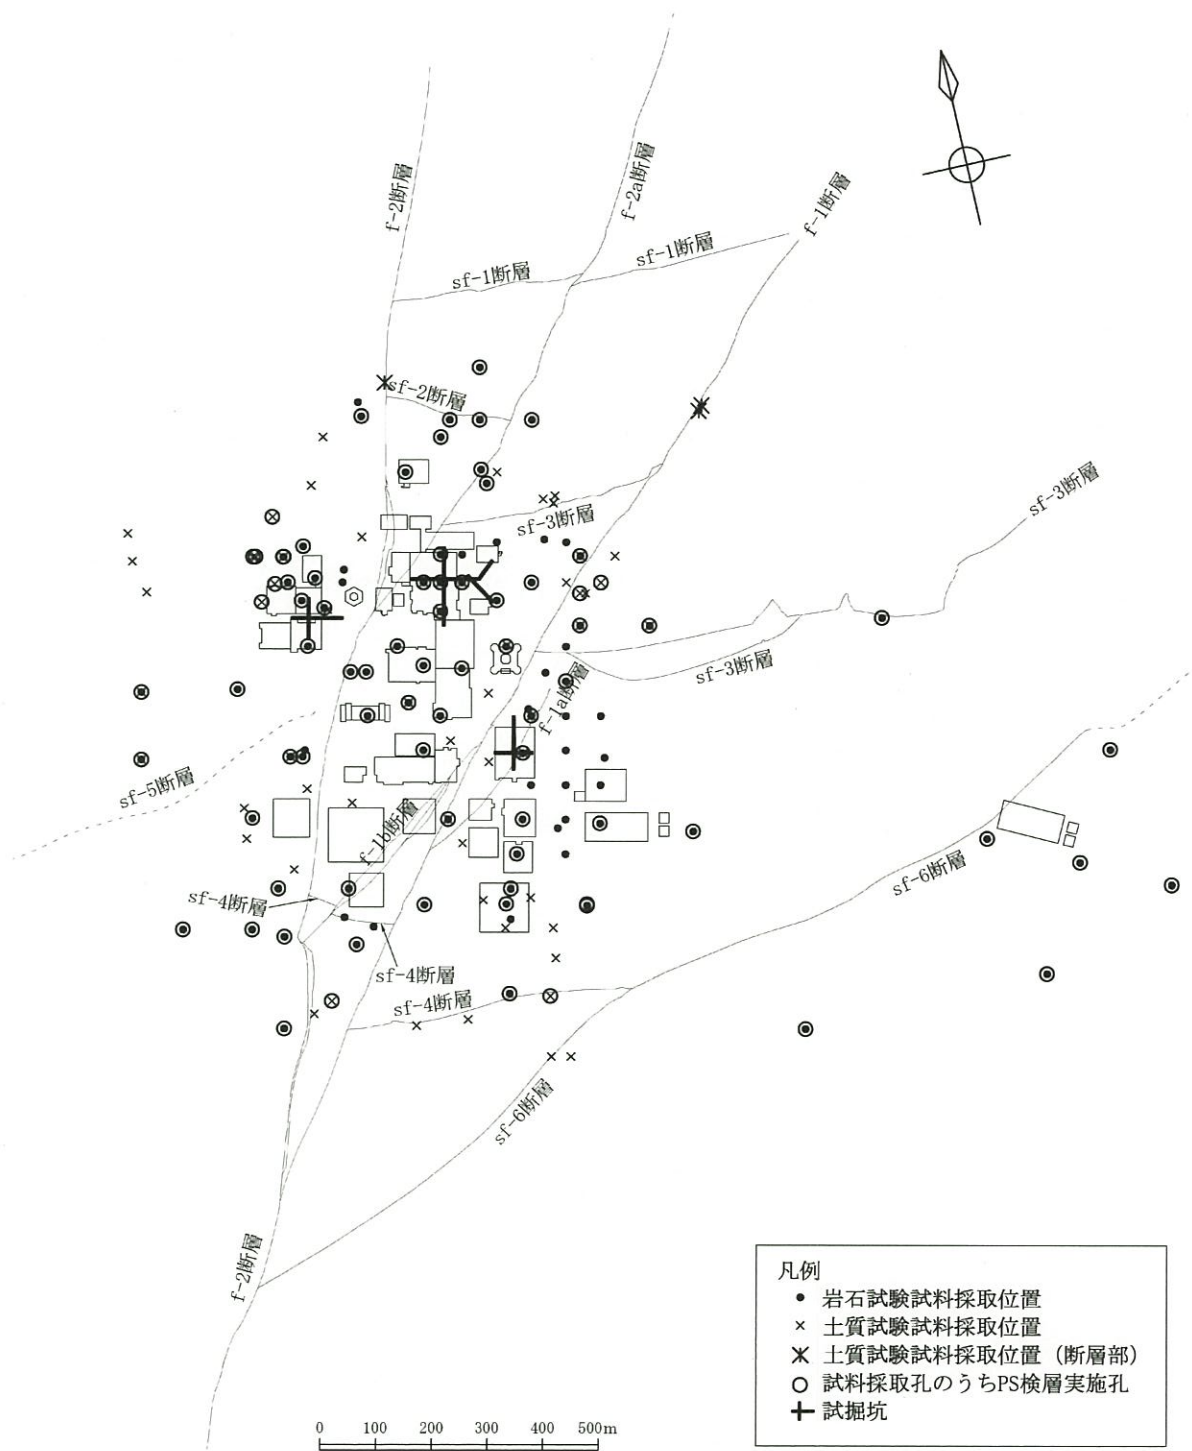 f-2断層
f-2a断層
f-1断層
sf-1断層
sf-1断層
sf-2断層
sf-3断層
sf-3断層
sf-3断層
f-1a断層
sf-5断層
f-1b断層
sf-6断層
sf-4断層
sf-4断層
sf-4断層
sf-6断層
f-2断層
凡例
● 岩石試験試料採取位置
× 土質試験試料採取位置
土質試験試料採取位置（断層部）
○ 試料採取孔のうちPS検層実施孔
試掘坑
0 100 200 300 400 500m